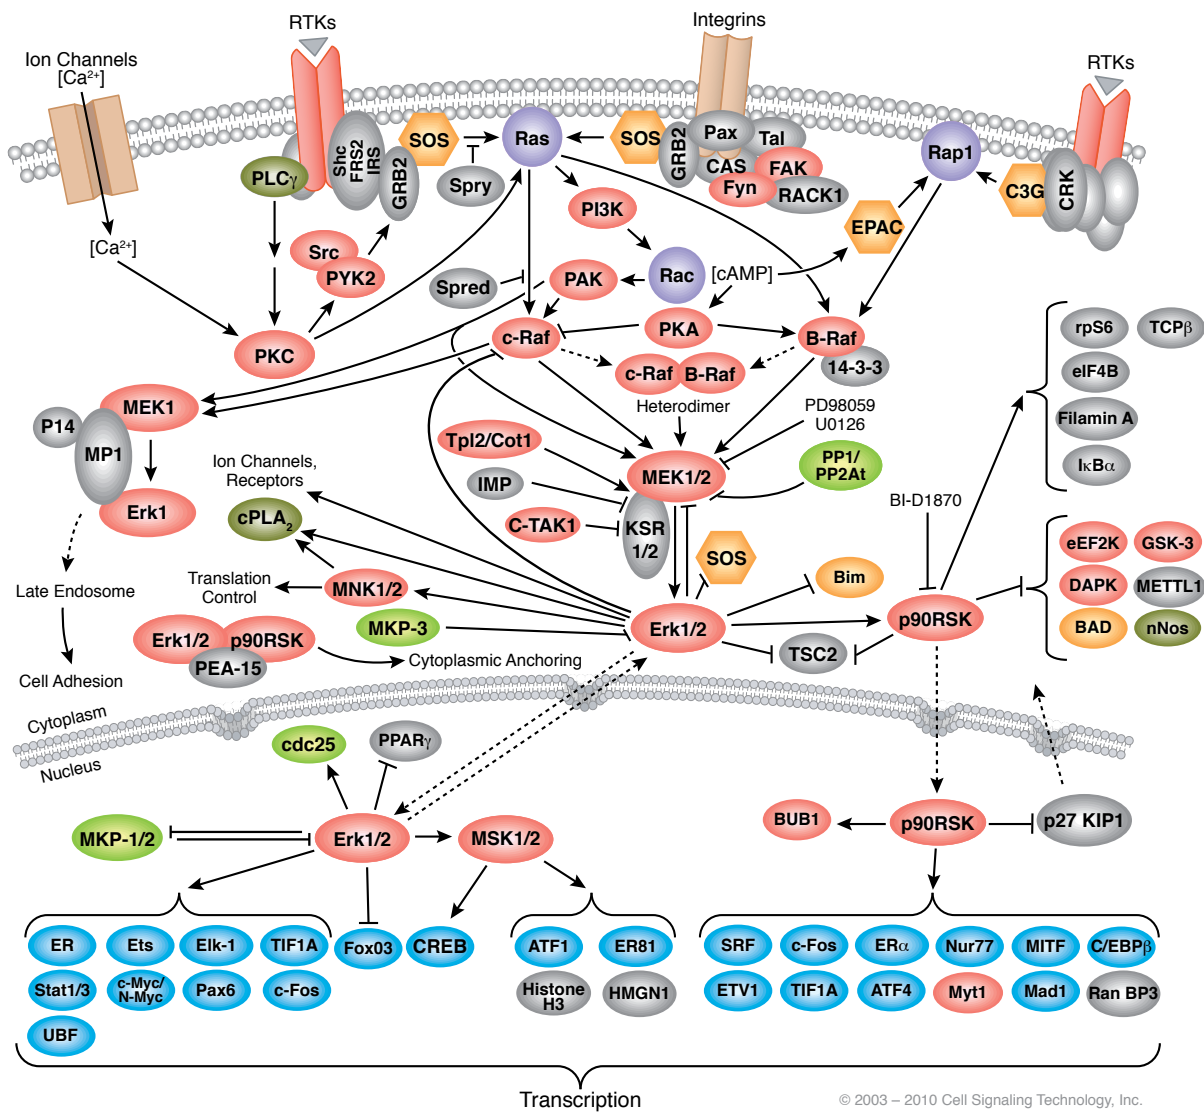 RTKs
Integrins
Ion Channels
[Ca2+]
RTKs
SOS
Ras
SOS
GRB2
Pax
Tal
Rap1
Shc
FRS2
IRS
GRB2
CAS
FAK
PLCγ
Spry
Fyn
RACK1
C3G
CRK
PI3K
EPAC
[Ca2+]
Src
PYK2
Spred
PAK
Rac
[cAMP]
PKC
c-Raf
PKA
B-Raf
14-3-3
rpS6
TCPβ
eIF4B
Filamin A
IκBα
c-Raf
B-Raf
Heterodimer
PD98059
U0126
MEK1
P14
MP1
Erk1
Tpl2/Cot1
IMP
C-TAK1
MEK1/2
KSR
1/2
PP1/
PP2At
Ion Channels,
Receptors
cPLA2
BI-D1870
SOS
Bim
eEF2K
GSK-3
DAPK
METTL1
BAD
nNos
Late Endosome
Translation
Control
MNK1/2
MKP-3
Erk1/2
p90RSK
TSC2
Erk1/2
p90RSK
PEA-15
Cytoplasmic Anchoring
Cell Adhesion
Cytoplasm
Nucleus
cdc25
PPARγ
MKP-1/2
Erk1/2
MSK1/2
BUB1
p90RSK
p27 KIP1
ER
Ets
Elk-1
TIF1A
Fox03
CREB
ATF1
ER81
SRF
c-Fos
ERα
Nur77
MITF
C/EBPβ
Stat1/3
c-Myc/
N-Myc
Pax6
c-Fos
Histone
H3
HMGN1
ETV1
TIF1A
ATF4
Myt1
Mad1
Ran BP3
UBF
Transcription
© 2003 – 2010 Cell Signaling Technology, Inc.